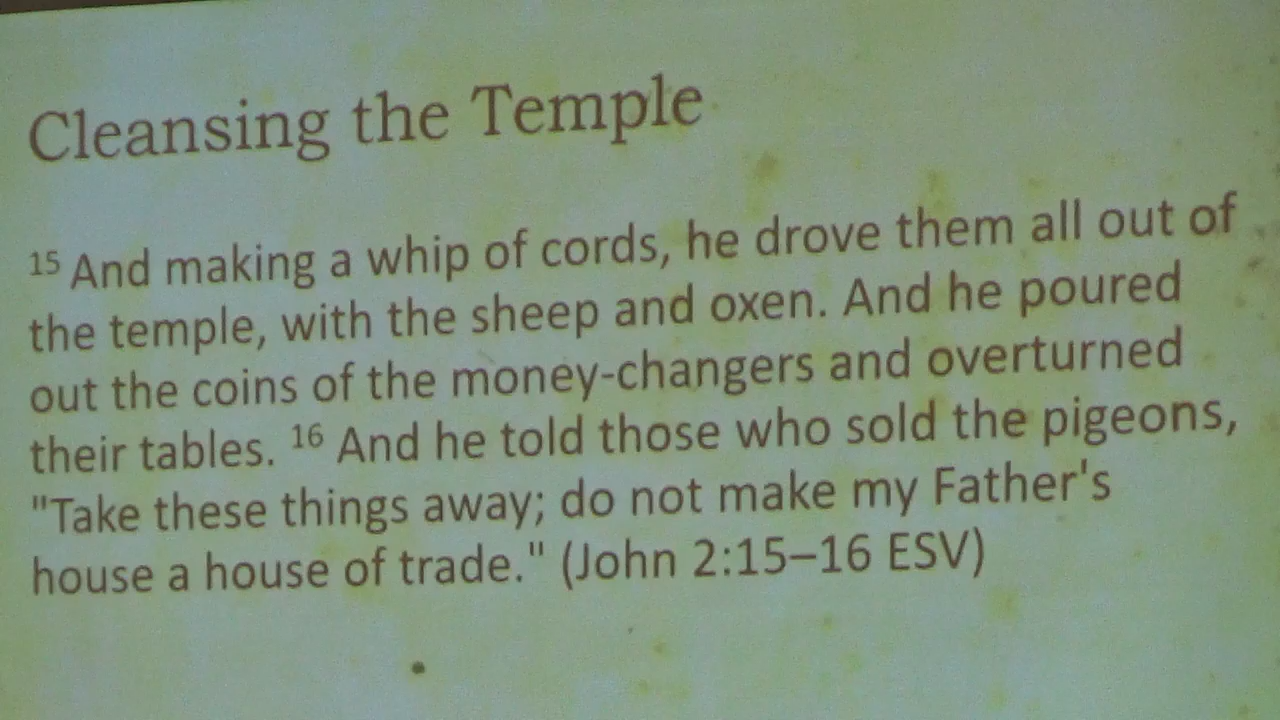 Cleansing the Temple
15 And making a whip of cords, he drove them all out of
the temple, with the sheep and oxen. And he poured
out the coins of the money-changers and overturned
their tables. 16 And he told those who sold the pigeons,
"Take these things away; do not make my Father's
house a house of trade." (John 2:15–16 ESV)